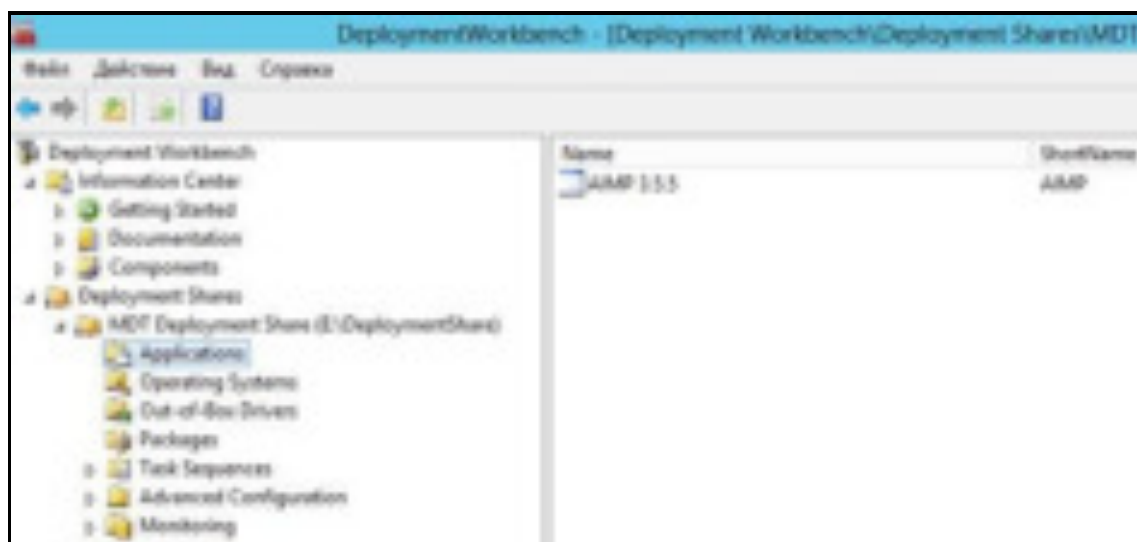 DeploymentWorkbench - [Deployment Workbench\Deployment Shares\MDT
Файл Действие Вид Справка
Deployment Workbench
Information Center
Getting Started
Documentation
Components
Deployment Shares
MDT Deployment Share (E:\DeploymentShare)
Applications
Operating Systems
Out-of-Box Drivers
Packages
Task Sequences
Advanced Configuration
Monitoring
Name ShortName
AIMP 3.5.5 AIMP